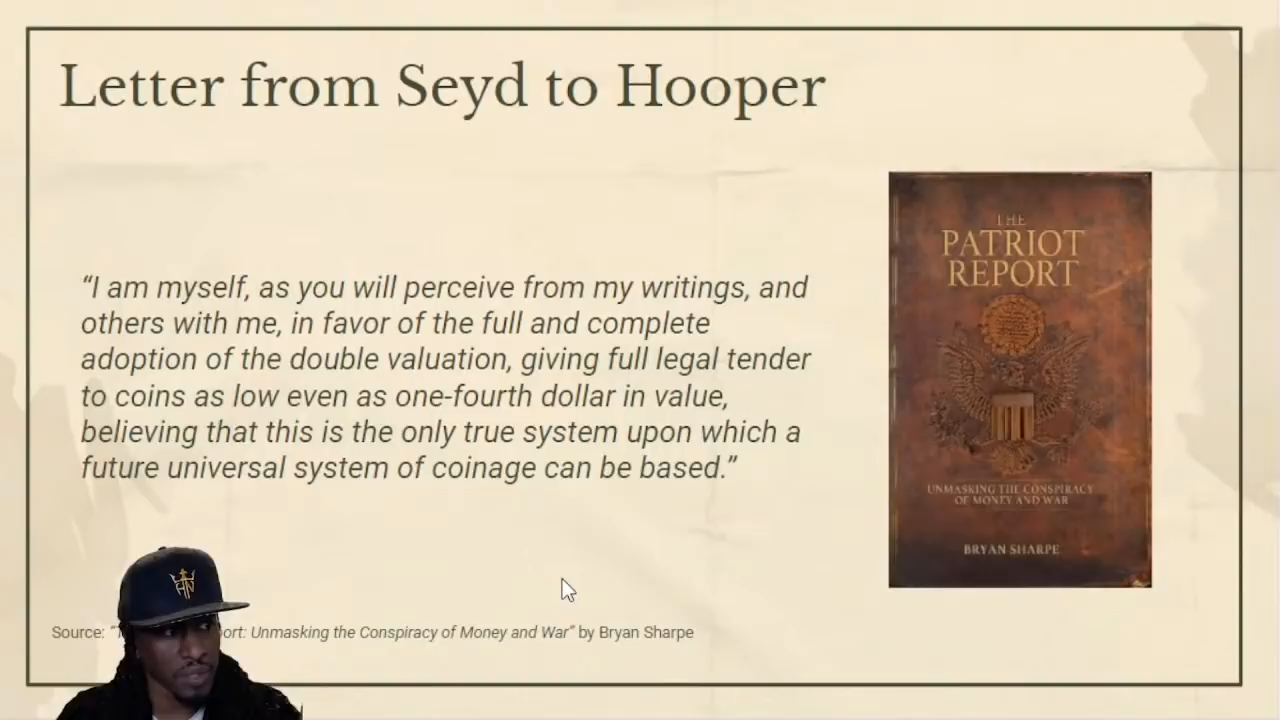 Letter from Seyd to Hooper
“I am myself, as you will perceive from my writings, and
others with me, in favor of the full and complete
adoption of the double valuation, giving full legal tender
to coins as low even as one-fourth dollar in value,
believing that this is the only true system upon which a
future universal system of coinage can be based.”
THE
PATRIOT
REPORT
UNMASKING THE CONSPIRACY
OF MONEY AND WAR
BRYAN SHARPE
Source: ort: Unmasking the Conspiracy of Money and War” by Bryan Sharpe